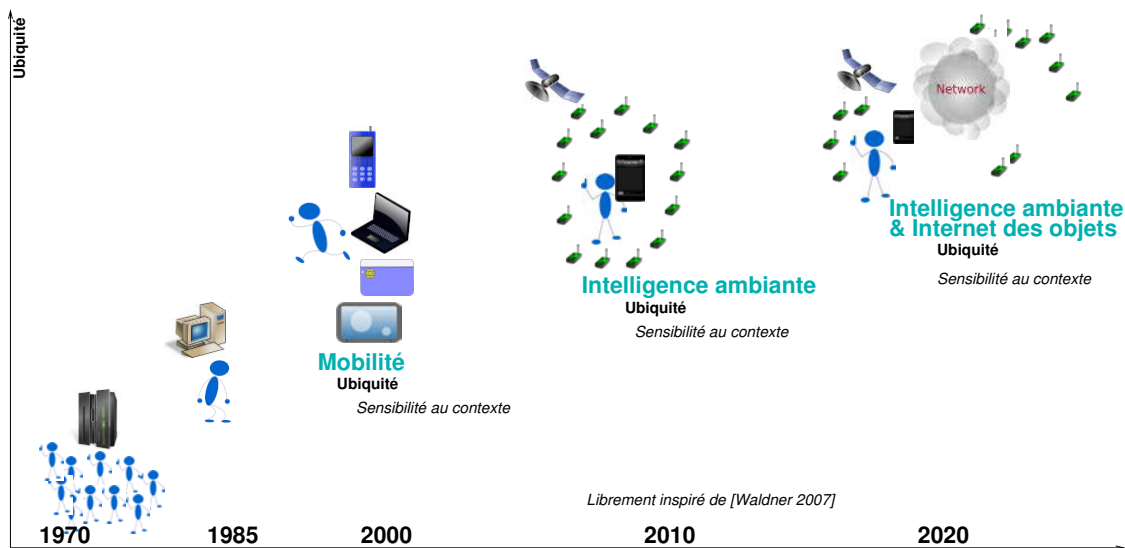 Ubiquité
Network
Intelligence ambiante
& Internet des objets
Ubiquité
Sensibilité au contexte
Intelligence ambiante
Ubiquité
Sensibilité au contexte
Mobilité
Ubiquité
Sensibilité au contexte
Librement inspiré de [Waldner 2007]
1970 1985 2000 2010 2020